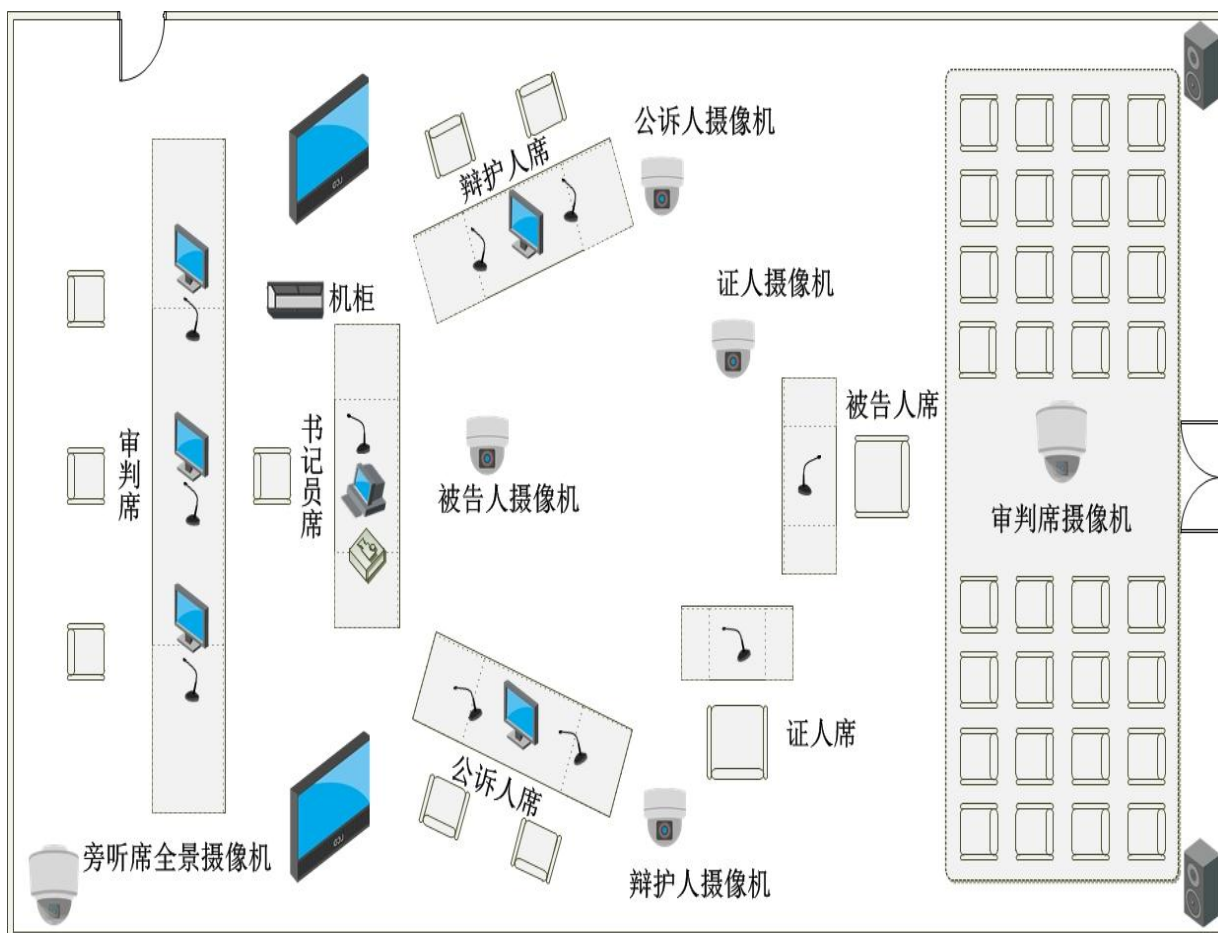 公诉人摄像机
辩护人席
证人摄像机
机柜
被告人席
审判席
书记员席
被告人摄像机
审判席摄像机
证人席
公诉人席
旁听席全景摄像机
辩护人摄像机